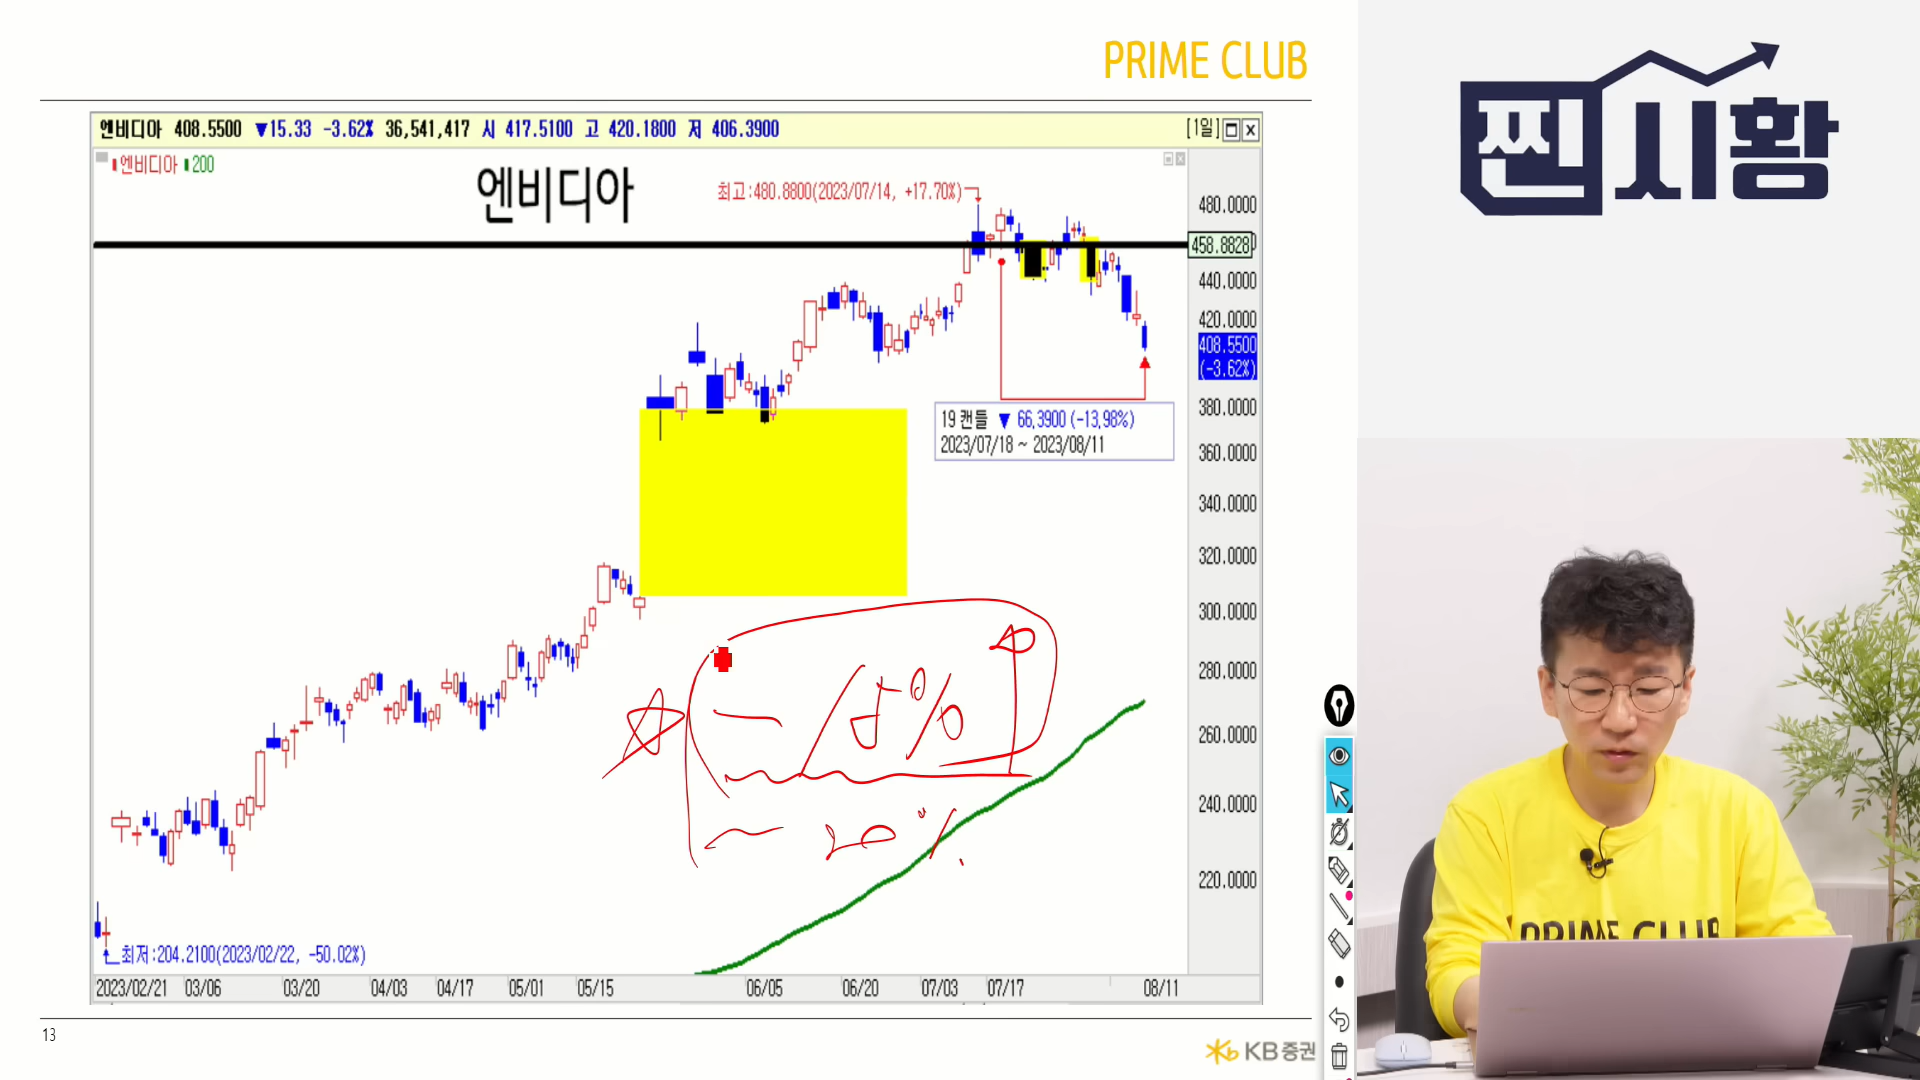 PRIME CLUB
찐시황
엔비디아 408.5500 ▼15.33 -3.62% 36,541,417 시 417.5100 고 420.1800 저 406.3900 [1일]
엔비디아 200
엔비디아
최고:480.8800(2023/07/14, +17.70%)
480.0000
458.8828
440.0000
420.0000
408.5500
(-3.62%)
380.0000
19 캔들 ▼ 66,3900 (-13,98%)
2023/07/18 ~ 2023/08/11
360.0000
340.0000
320.0000
300.0000
280.0000
260.0000
240.0000
220.0000
- 15%
- 20%
최저:204.2100(2023/02/22, -50.02%)
2023/02/21 03/06 03/20 04/03 04/17 05/01 05/15 06/05 06/20 07/03 07/17 08/11
13
KB증권
PRIME CLUB